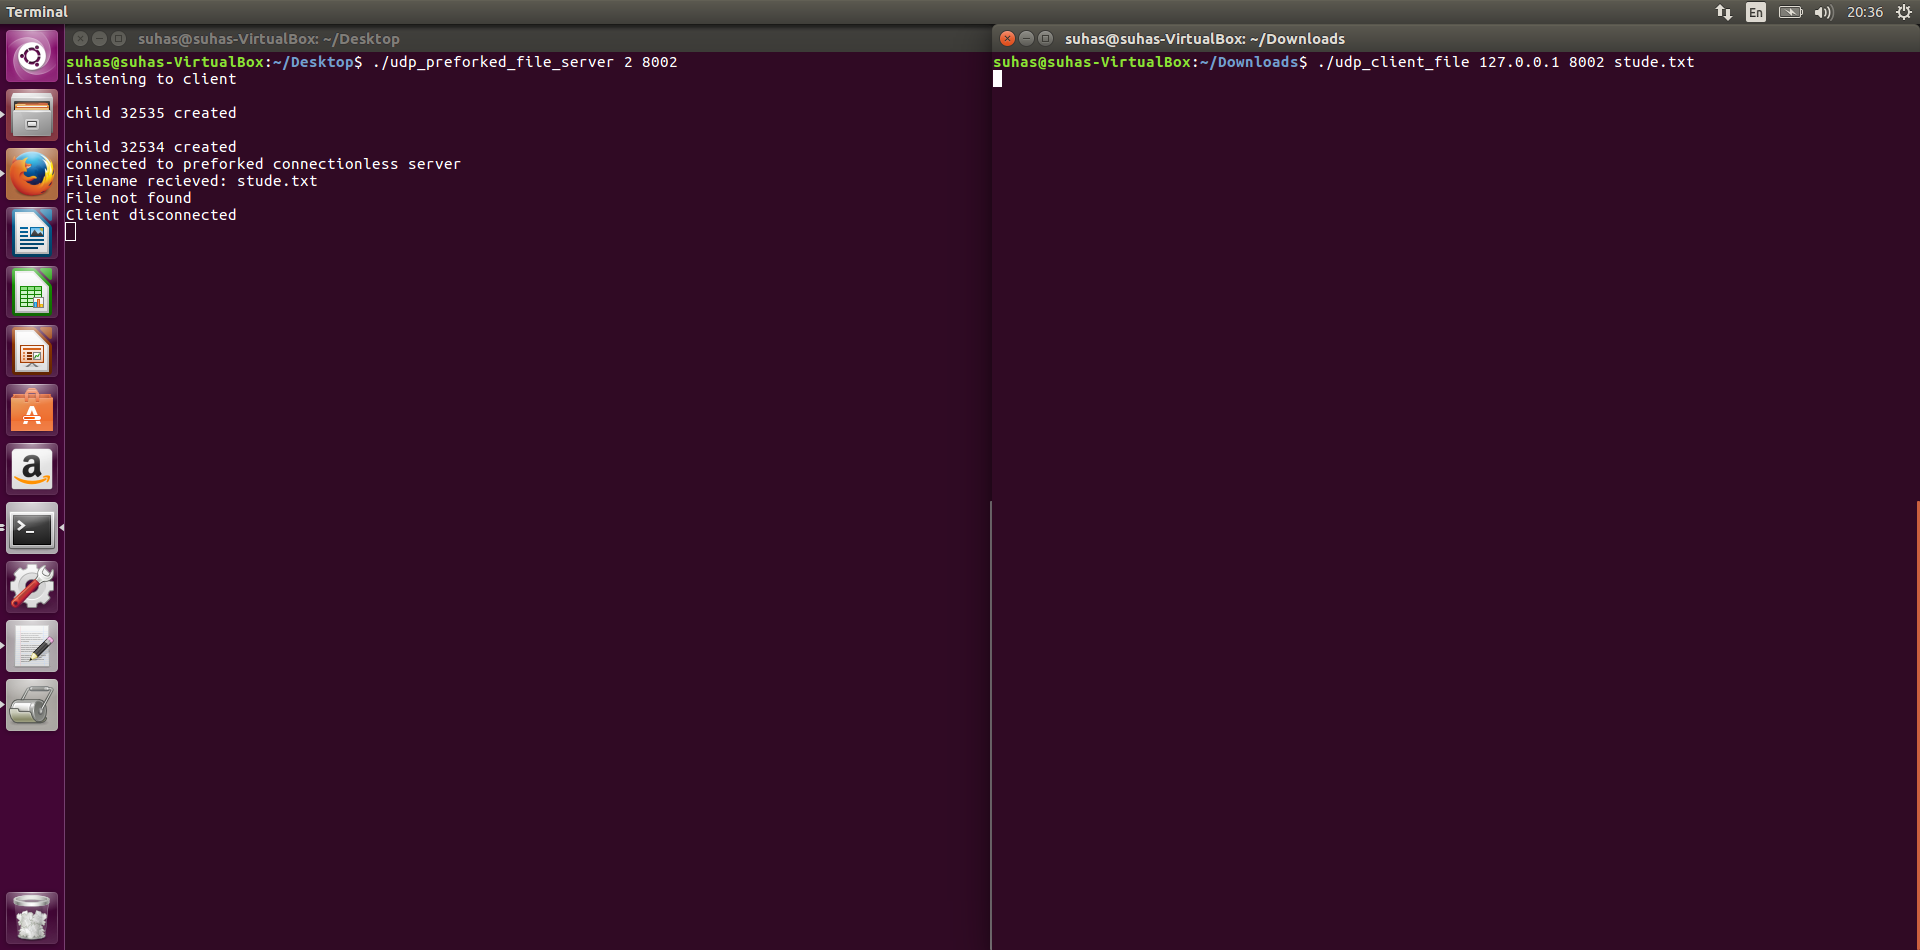 Terminal
En
20:36
suhas@suhas-VirtualBox: ~/Desktop
suhas@suhas-VirtualBox:~/Desktop$ ./udp_preforked_file_server 2 8002
Listening to client
child 32535 created
child 32534 created
connected to preforked connectionless server
Filename recieved: stude.txt
File not found
Client disconnected
suhas@suhas-VirtualBox: ~/Downloads
suhas@suhas-VirtualBox:~/Downloads$ ./udp_client_file 127.0.0.1 8002 stude.txt